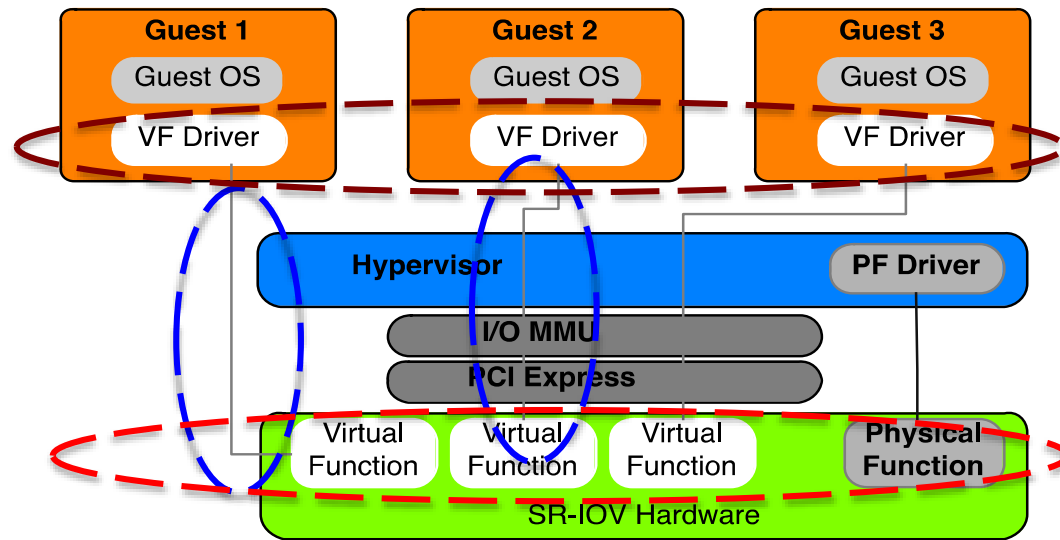 Guest 1
Guest OS
VF Driver
Guest 2
Guest OS
VF Driver
Guest 3
Guest OS
VF Driver
Hypervisor
PF Driver
I/O MMU
PCI Express
Virtual
Function
Virtual
Function
Virtual
Function
Physical
Function
SR-IOV Hardware